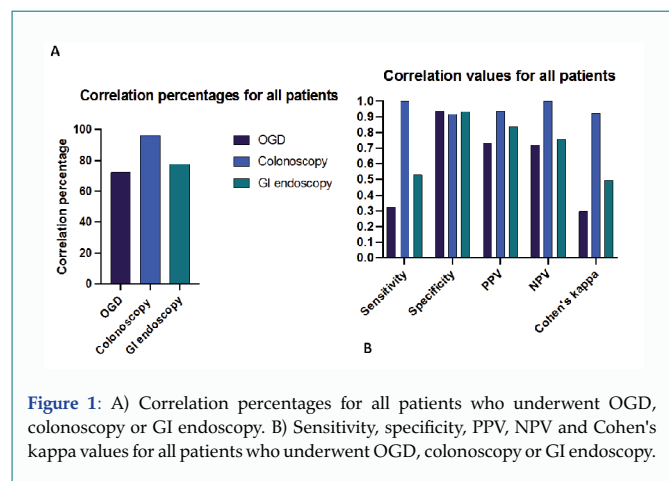 A
Correlation percentages for all patients
Correlation percentage
100
80
60
40
20
0
OGD
Colonoscopy
GI endoscopy
OGD
Colonoscopy
GI endoscopy
Correlation values for all patients
1.0
0.9
0.8
0.7
0.6
0.5
0.4
0.3
0.2
0.1
0.0
Sensitivity
Specificity
PPV
NPV
Cohen's kappa
B
Figure 1: A) Correlation percentages for all patients who underwent OGD,
colonoscopy or GI endoscopy. B) Sensitivity, specificity, PPV, NPV and Cohen's
kappa values for all patients who underwent OGD, colonoscopy or GI endoscopy.